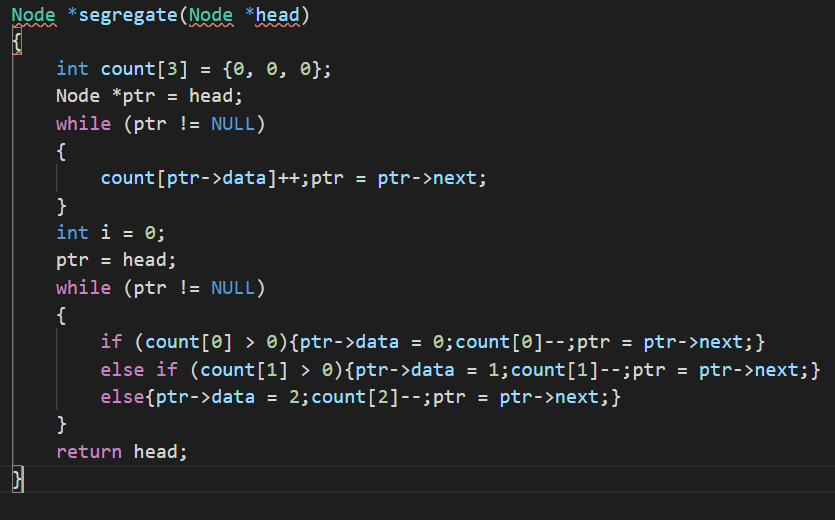 Node *segregate(Node *head)
{
    int count[3] = {0, 0, 0};
    Node *ptr = head;
    while (ptr != NULL)
    {
        count[ptr->data]++;ptr = ptr->next;
    }
    int i = 0;
    ptr = head;
    while (ptr != NULL)
    {
        if (count[0] > 0){ptr->data = 0;count[0]--;ptr = ptr->next;}
        else if (count[1] > 0){ptr->data = 1;count[1]--;ptr = ptr->next;}
        else{ptr->data = 2;count[2]--;ptr = ptr->next;}
    }
    return head;
}